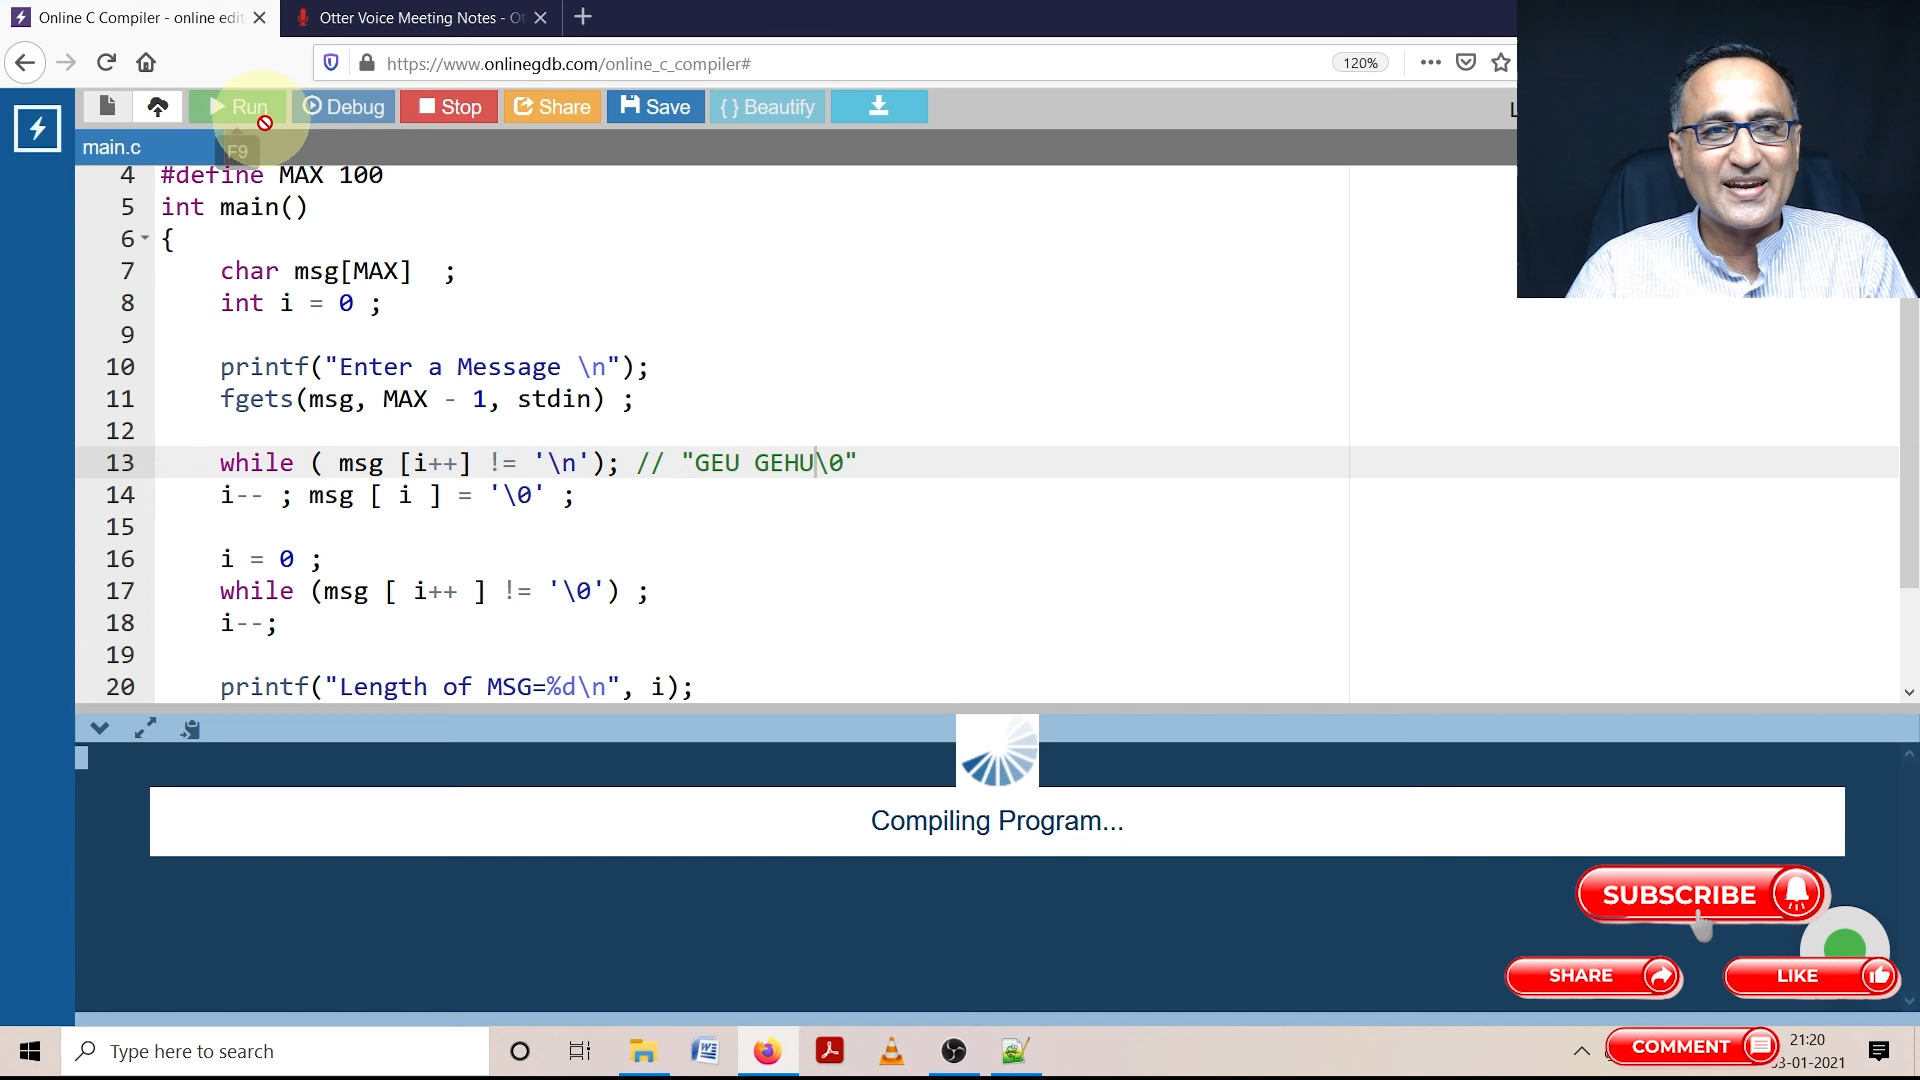 Online C Compiler - online edit
Otter Voice Meeting Notes - Ot
https://www.onlinegdb.com/online_c_compiler#
120%
Run
Debug
Stop
Share
Save
{ } Beautify
main.c
F9
4 #define MAX 100
5 int main()
6 {
7 char msg[MAX]  ;
8 int i = 0 ;
9
10 printf("Enter a Message \n");
11 fgets(msg, MAX - 1, stdin) ;
12
13 while ( msg [i++] != '\n'); // "GEU GEHU\0"
14 i-- ; msg [ i ] = '\0' ;
15
16 i = 0 ;
17 while (msg [ i++ ] != '\0') ;
18 i--;
19
20 printf("Length of MSG=%d\n", i);
Compiling Program...
SUBSCRIBE
SHARE
LIKE
COMMENT
Type here to search
21:20
3-01-2021